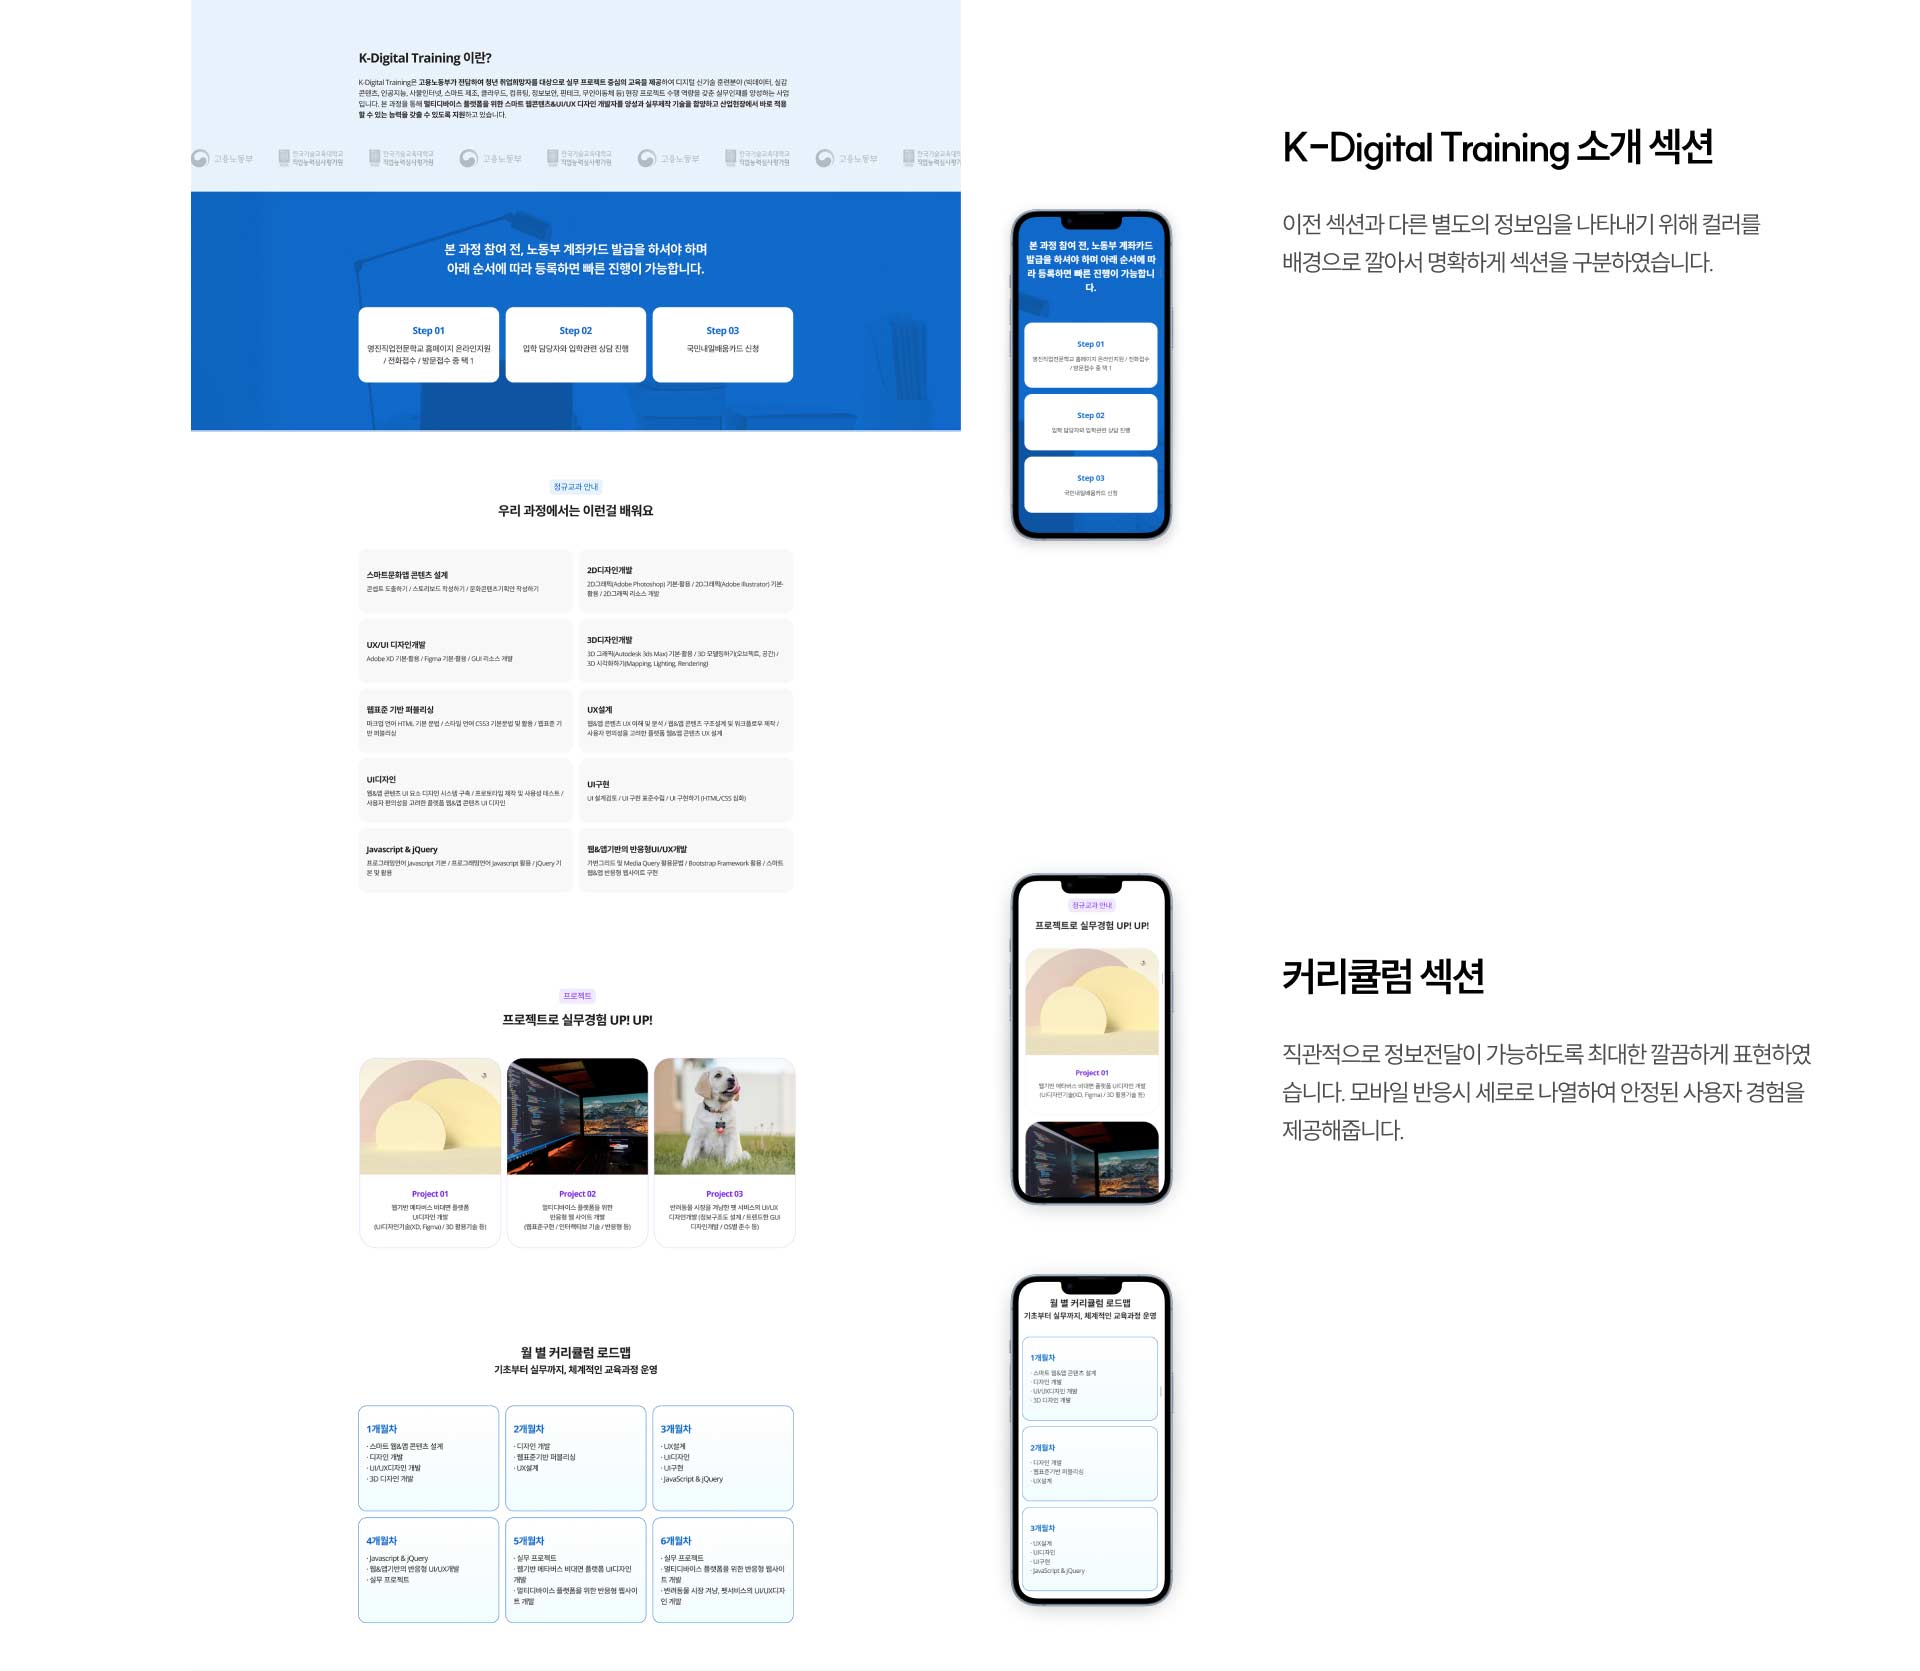 K-Digital Training 이란?
K-Digital Training은 고용노동부가 전담하여 청년 취업희망자를 대상으로 실무 프로젝트 중심의 교육을 제공하여 디지털 신기술 훈련분야 (빅데이터, 실감
콘텐츠, 인공지능, 사물인터넷, 스마트 제조, 클라우드, 컴퓨팅, 정보보안, 핀테크, 무인이동체 등) 현장 프로젝트 수행 역량을 갖춘 실무인재를 양성하는 사업
입니다. 본 과정을 통해 멀티디바이스 플랫폼을 위한 스마트 웹콘텐츠&UI/UX 디자인 개발자를 양성과 실무제작 기술을 함양하고 산업현장에서 바로 적용
할 수 있는 능력을 갖출 수 있도록 지원하고 있습니다.
고용노동부
한국기술교육대학교
직업능력심사평가원
한국기술교육대학교
직업능력심사평가원
고용노동부
한국기술교육대학교
직업능력심사평가원
고용노동부
한국기술교육대학교
직업능력심사평가원
고용노동부
한국기술교육대학
직업능력심사평가
본 과정 참여 전, 노동부 계좌카드 발급을 하셔야 하며
아래 순서에 따라 등록하면 빠른 진행이 가능합니다.
Step 01
영진직업전문학교 홈페이지 온라인지원
/ 전화접수 / 방문접수 중 택 1
Step 02
입학 담당자와 입학관련 상담 진행
Step 03
국민내일배움카드 신청
정규교과 안내
우리 과정에서는 이런걸 배워요
스마트문화앱 콘텐츠 설계
콘셉트 도출하기 / 스토리보드 작성하기 / 문화콘텐츠기획안 작성하기
2D디자인개발
2D그래픽(Adobe Photoshop) 기본·활용 / 2D그래픽(Adobe Illustrator) 기본·
활용 / 2D그래픽 리소스 개발
UX/UI 디자인개발
Adobe XD 기본·활용 / Figma 기본·활용 / GUI 리소스 개발
3D디자인개발
3D 그래픽(Autodesk 3ds Max) 기본·활용 / 3D 모델링하기(오브젝트, 공간) /
3D 시각화하기(Mapping, Lighting, Rendering)
웹표준 기반 퍼블리싱
마크업 언어 HTML 기본 문법 / 스타일 언어 CSS3 기본문법 및 활용 / 웹표준 기
반 퍼블리싱
UX설계
웹&앱 콘텐츠 UX 이해 및 분석 / 웹&앱 콘텐츠 구조설계 및 워크플로우 제작 /
사용자 편의성을 고려한 플랫폼 웹&앱 콘텐츠 UX 설계
UI디자인
웹&앱 콘텐츠 UI 요소 디자인 시스템 구축 / 프로토타입 제작 및 사용성 테스트 /
사용자 편의성을 고려한 플랫폼 웹&앱 콘텐츠 UI 디자인
UI구현
UI 설계검토 / UI 구현 표준수립 / UI 구현하기 (HTML/CSS 심화)
Javascript & jQuery
프로그래밍언어 Javascript 기본 / 프로그래밍언어 Javascript 활용 / jQuery 기
본 및 활용
웹&앱기반의 반응형UI/UX개발
가변그리드 및 Media Query 활용문법 / Bootstrap Framework 활용 / 스마트
웹&앱 반응형 웹사이트 구현
프로젝트
프로젝트로 실무경험 UP! UP!
Project 01
웹기반 메타버스 비대면 플랫폼
UI디자인 개발
(UI디자인기술(XD, Figma) / 3D 활용기술 등)
Project 02
멀티디바이스 플랫폼을 위한
반응형 웹 사이트 개발
(웹표준구현 / 인터랙티브 기술 / 반응형 등)
Project 03
반려동물 시장을 겨냥한 펫 서비스의 UI/UX
디자인개발 (정보구조도 설계 / 트렌드한 GUI
디자인개발 / OS별 준수 등)
월 별 커리큘럼 로드맵
기초부터 실무까지, 체계적인 교육과정 운영
1개월차
· 스마트 웹&앱 콘텐츠 설계
· 디자인 개발
· UI/UX디자인 개발
· 3D 디자인 개발
2개월차
· 디자인 개발
· 웹표준기반 퍼블리싱
· UX설계
3개월차
· UX설계
· UI디자인
· UI구현
· JavaScript & jQuery
4개월차
· Javascript & jQuery
· 웹&앱기반의 반응형 UI/UX개발
· 실무 프로젝트
5개월차
· 실무 프로젝트
· 웹기반 메타버스 비대면 플랫폼 UI디자인
개발
· 멀티디바이스 플랫폼을 위한 반응형 웹사이
트 개발
6개월차
· 실무 프로젝트
· 멀티디바이스 플랫폼을 위한 반응형 웹사이
트 개발
· 반려동물 시장 겨냥, 펫서비스의 UI/UX디자
인 개발
본 과정 참여 전, 노동부 계좌카드
발급을 하셔야 하며 아래 순서에 따
라 등록하면 빠른 진행이 가능합니
다.
Step 01
영진직업전문학교 홈페이지 온라인지원 / 전화접수
/ 방문접수 중 택 1
Step 02
입학 담당자와 입학관련 상담 진행
Step 03
국민내일배움카드 신청
정규교과 안내
프로젝트로 실무경험 UP! UP!
Project 01
웹기반 메타버스 비대면 플랫폼 UI디자인 개발
(UI디자인기술(XD, Figma) / 3D 활용기술 등)
월 별 커리큘럼 로드맵
기초부터 실무까지, 체계적인 교육과정 운영
1개월차
· 스마트 웹&앱 콘텐츠 설계
· 디자인 개발
· UI/UX디자인 개발
· 3D 디자인 개발
2개월차
· 디자인 개발
· 웹표준기반 퍼블리싱
· UX설계
3개월차
· UX설계
· UI디자인
· UI구현
· JavaScript & jQuery
K-Digital Training 소개 섹션
이전 섹션과 다른 별도의 정보임을 나타내기 위해 컬러를
배경으로 깔아서 명확하게 섹션을 구분하였습니다.
커리큘럼 섹션
직관적으로 정보전달이 가능하도록 최대한 깔끔하게 표현하였
습니다. 모바일 반응시 세로로 나열하여 안정된 사용자 경험을
제공해줍니다.